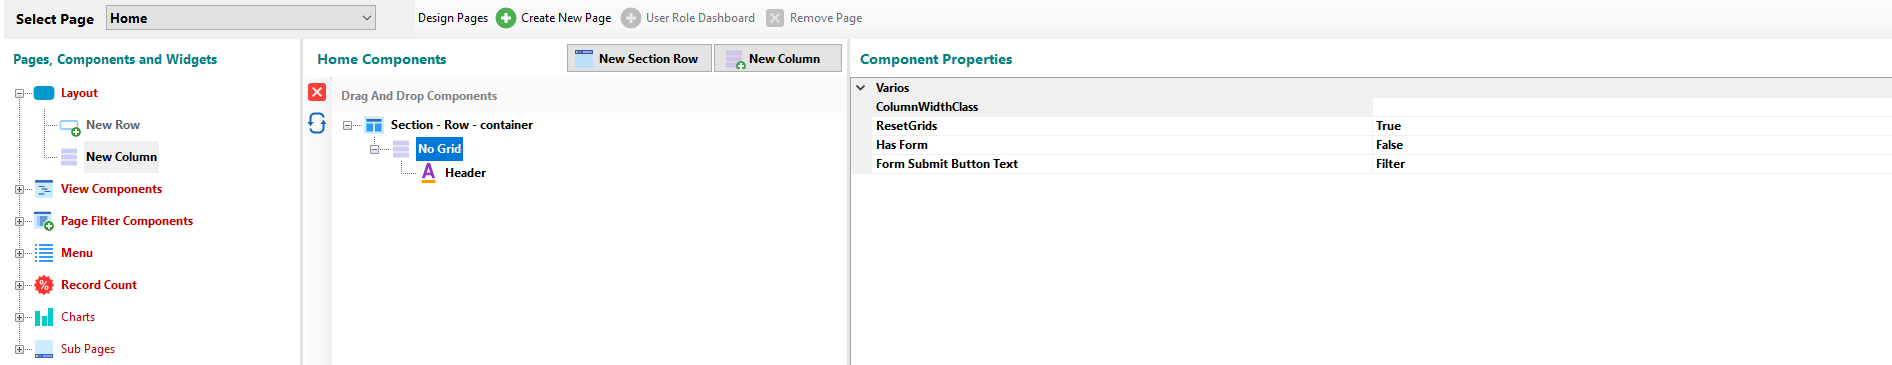 Select Page
Home
Design Pages
Create New Page
User Role Dashboard
Remove Page
Pages, Components and Widgets
Layout
New Row
New Column
View Components
Page Filter Components
Menu
Record Count
Charts
Sub Pages
Home Components
New Section Row
New Column
Drag And Drop Components
Section - Row - container
No Grid
Header
Component Properties
Varios
ColumnWidthClass
ResetGrids True
Has Form False
Form Submit Button Text Filter